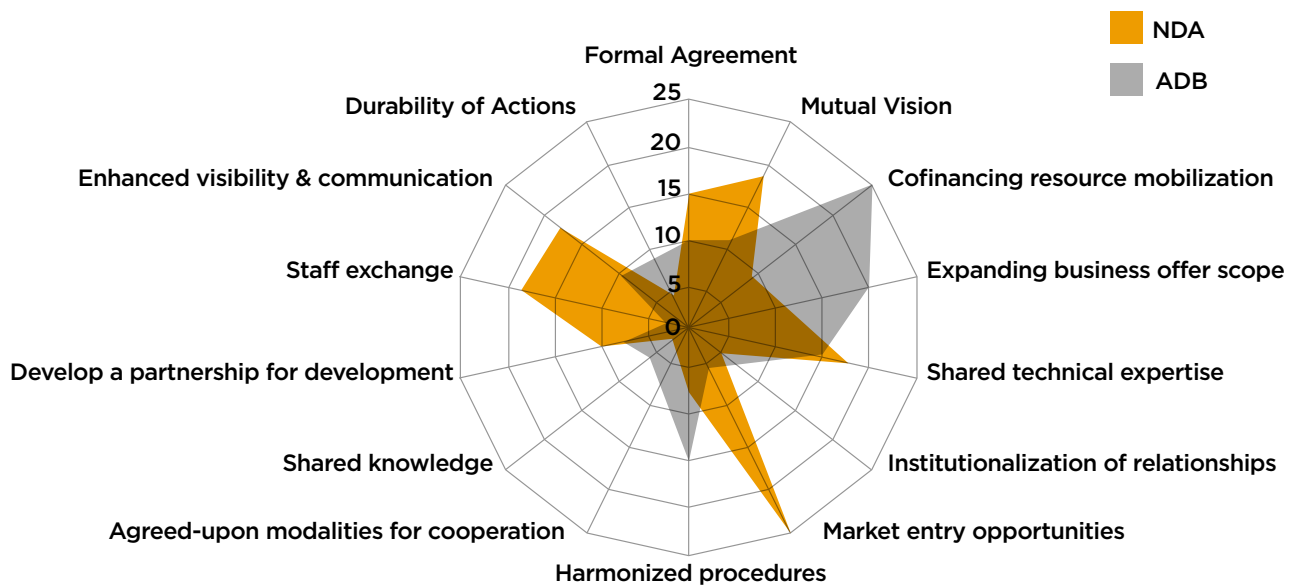 NDA
ADB
Formal Agreement
Mutual Vision
Cofinancing resource mobilization
Expanding business offer scope
Shared technical expertise
Institutionalization of relationships
Market entry opportunities
Harmonized procedures
Agreed-upon modalities for cooperation
Shared knowledge
Develop a partnership for development
Staff exchange
Enhanced visibility & communication
Durability of Actions
25
20
15
10
5
0